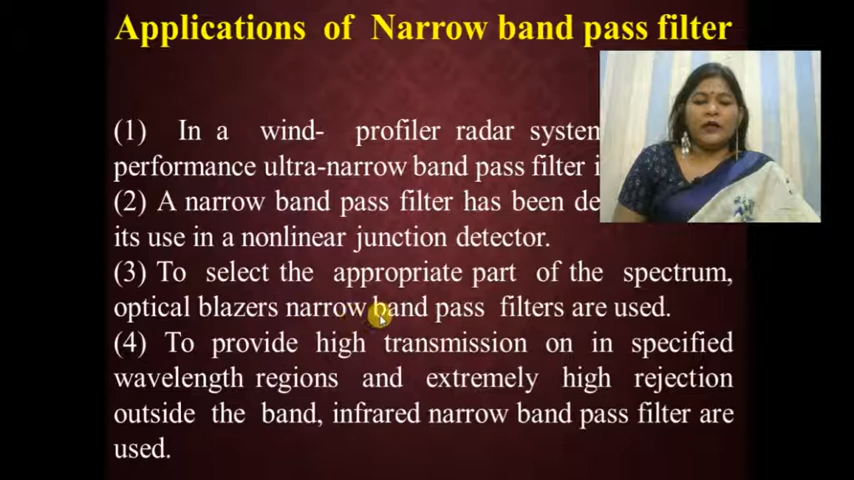 Applications of Narrow band pass filter
(1) In a wind- profiler radar system
performance ultra-narrow band pass filter
(2) A narrow band pass filter has been
its use in a nonlinear junction detector.
(3) To select the appropriate part of the spectrum,
optical blazers narrow band pass filters are used.
(4) To provide high transmission on in specified
wavelength regions and extremely high rejection
outside the band, infrared narrow band pass filter are
used.